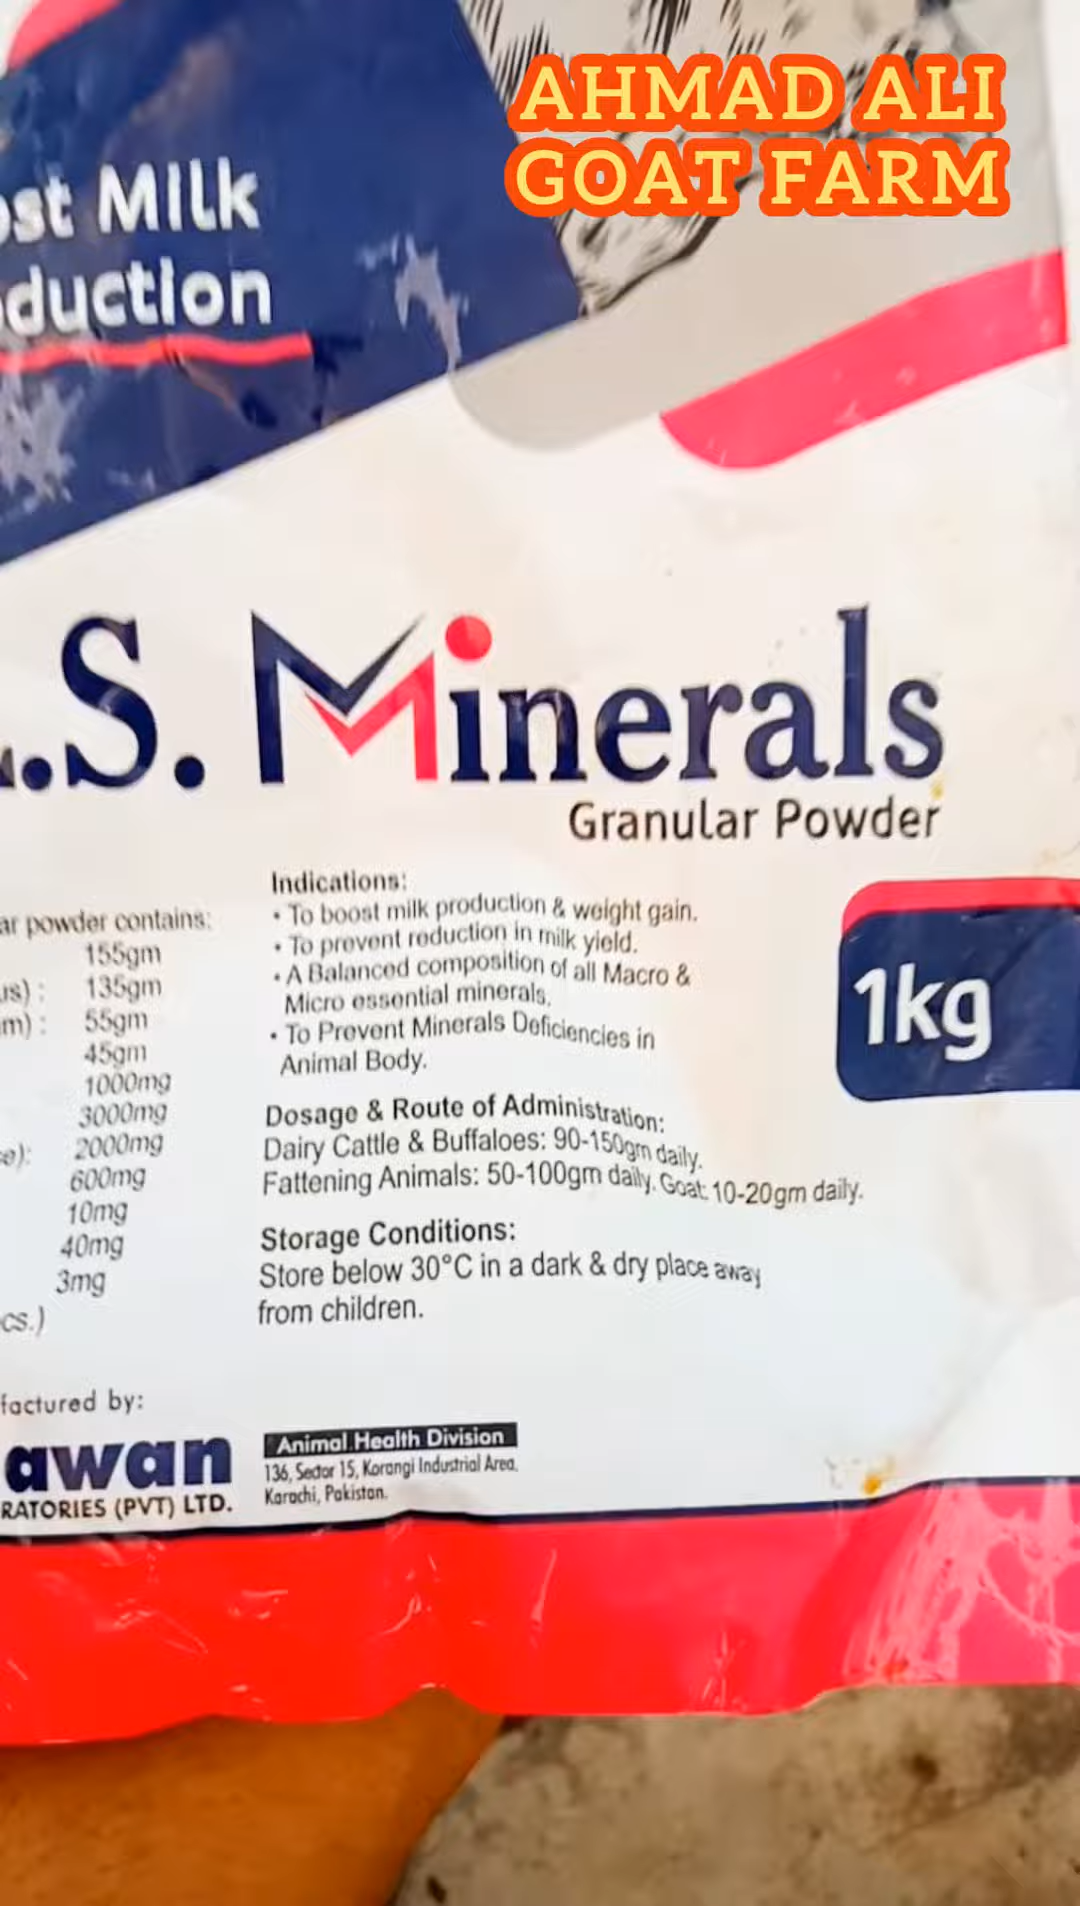 AHMAD ALI
GOAT FARM
ost Milk
duction
.S. Minerals
Granular Powder
ar powder contains:
155gm
us) : 135gm
m) : 55gm
45gm
1000mg
3000mg
e): 2000mg
600mg
10mg
40mg
3mg
cs.)
Indications:
• To boost milk production & weight gain.
• To prevent reduction in milk yield.
• A Balanced composition of all Macro &
Micro essential minerals.
• To Prevent Minerals Deficiencies in
Animal Body.
1kg
Dosage & Route of Administration:
Dairy Cattle & Buffaloes: 90-150gm daily.
Fattening Animals: 50-100gm daily. Goat: 10-20gm daily.
Storage Conditions:
Store below 30°C in a dark & dry place away
from children.
factured by:
awan
RATORIES (PVT) LTD.
Animal Health Division
136, Sector 15, Korangi Industrial Area,
Karachi, Pakistan.